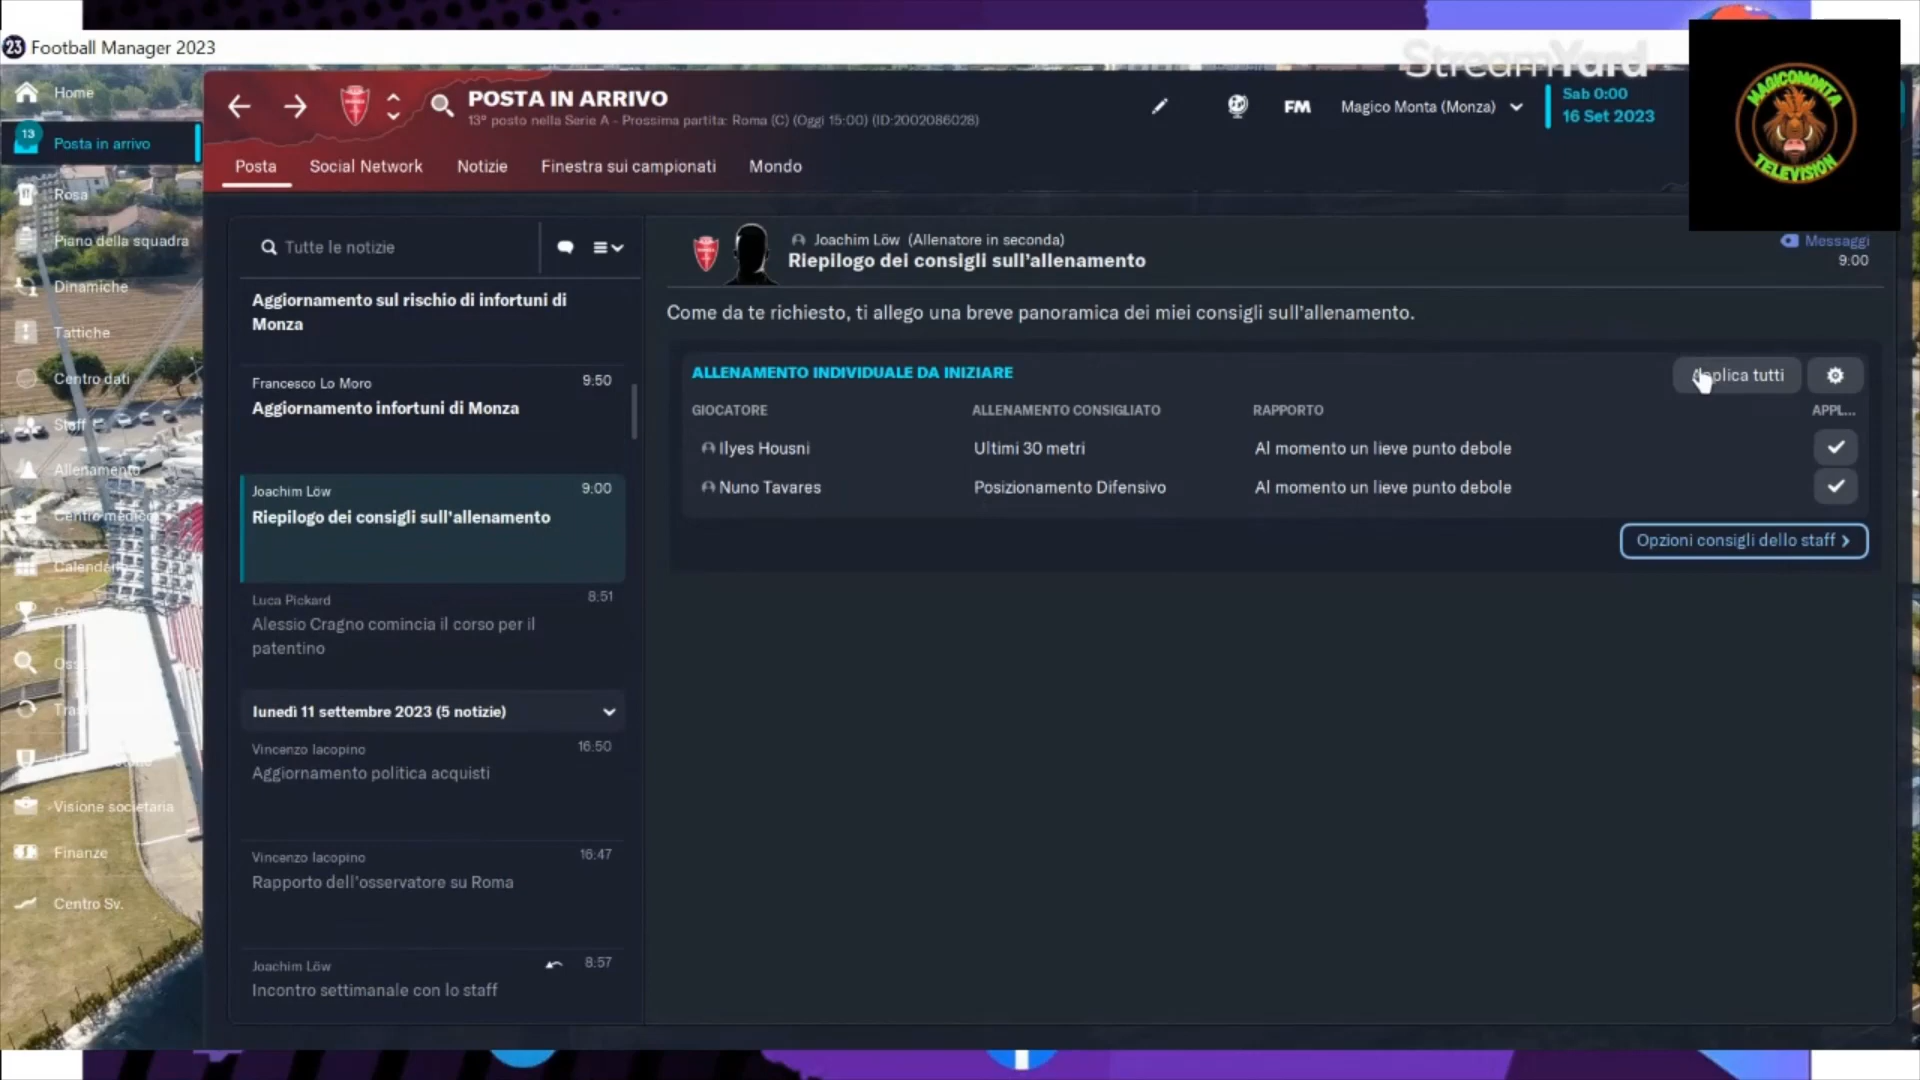 StreamYard
23 Football Manager 2023
MAGICOMONTA
TELEVISION
Home
13
Posta in arrivo
Rosa
Piano della squadra
Dinamiche
Tattiche
Centro dati
Staff
Allenamento
Centro medico
Calendar
Visione societaria
Finanze
Centro Sv.
POSTA IN ARRIVO
13° posto nella Serie A - Prossima partita: Roma (C) (Oggi 15:00) (ID:2002086028)
FM
Magico Monta (Monza)
Sab 0:00
16 Set 2023
Posta
Social Network
Notizie
Finestra sui campionati
Mondo
Tutte le notizie
Aggiornamento sul rischio di infortuni di
Monza
Francesco Lo Moro 9:50
Aggiornamento infortuni di Monza
Joachim Löw 9:00
Riepilogo dei consigli sull'allenamento
Luca Pickard 8:51
Alessio Cragno comincia il corso per il
patentino
lunedì 11 settembre 2023 (5 notizie)
Vincenzo Iacopino 16:50
Aggiornamento politica acquisti
Vincenzo Iacopino 16:47
Rapporto dell'osservatore su Roma
Joachim Löw 8:57
Incontro settimanale con lo staff
Joachim Löw (Allenatore in seconda)
Riepilogo dei consigli sull'allenamento
Messaggi
9:00
Come da te richiesto, ti allego una breve panoramica dei miei consigli sull'allenamento.
ALLENAMENTO INDIVIDUALE DA INIZIARE
Applica tutti
GIOCATORE ALLENAMENTO CONSIGLIATO RAPPORTO APPL...
Ilyes Housni Ultimi 30 metri Al momento un lieve punto debole
Nuno Tavares Posizionamento Difensivo Al momento un lieve punto debole
Opzioni consigli dello staff